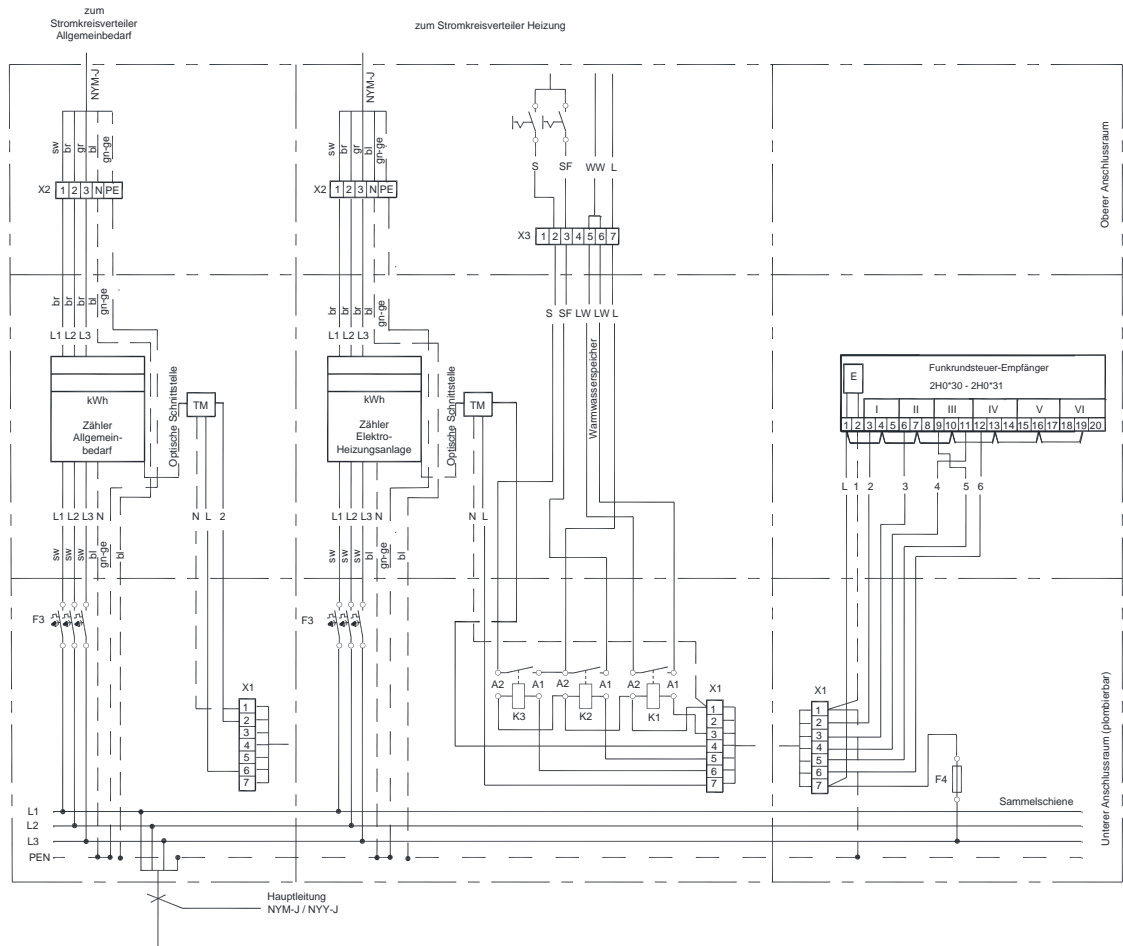 zum
Stromkreisverteiler
Allgemeinbedarf
zum Stromkreisverteiler Heizung
NYM-J
NYM-J
sw br gr bl gn-ge
sw br gr bl gn-ge
S SF WW L
Oberer Anschlussraum
X2 1 2 3 N PE
X2 1 2 3 N PE
X3 1 2 3 4 5 6 7
br br gr bl gn-ge
br br gr bl gn-ge
S SF LW LW L
L1 L2 L3
L1 L2 L3
Warmwasserspeicher
kWh
Zähler
Allgemein-
bedarf
Optische Schnittstelle
TM
kWh
Zähler
Elektro-
Heizungsanlage
Optische Schnittstelle
TM
Funkrundsteuer-Empfänger
2H0*30 - 2H0*31
E
I II III IV V VI
1 2 3 4 5 6 7 8 9 10 11 12 13 14 15 16 17 18 19 20
L 1 2 3 4 5 6
L1 L2 L3 N
N L 2
L1 L2 L3 N
N L
sw sw sw bl gn-ge bl
sw sw sw bl gn-ge bl
F3
F3
A2 A1 A2 A1 A2 A1
K3 K2 K1
X1
1
2
3
4
5
6
7
X1
1
2
3
4
5
6
7
X1
1
2
3
4
5
6
7
F4
Sammelschiene
Unterer Anschlussraum (plombierbar)
L1
L2
L3
PEN
Hauptleitung
NYM-J / NYY-J